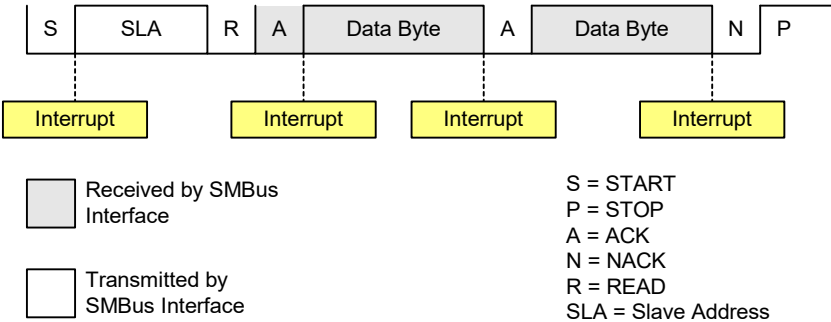 S SLA R A Data Byte A Data Byte N P
Interrupt Interrupt Interrupt Interrupt
Received by SMBus
Interface
Transmitted by
SMBus Interface
S = START
P = STOP
A = ACK
N = NACK
R = READ
SLA = Slave Address